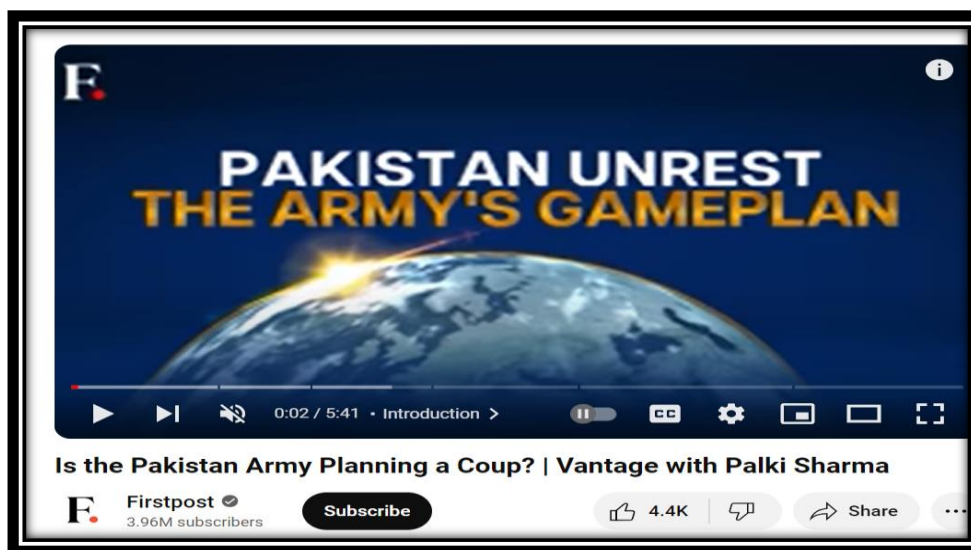 F.
i
PAKISTAN UNREST
THE ARMY'S GAMEPLAN
0:02 / 5:41 • Introduction >
CC
Is the Pakistan Army Planning a Coup? | Vantage with Palki Sharma
F.
Firstpost
3.96M subscribers
Subscribe
4.4K
Share
...